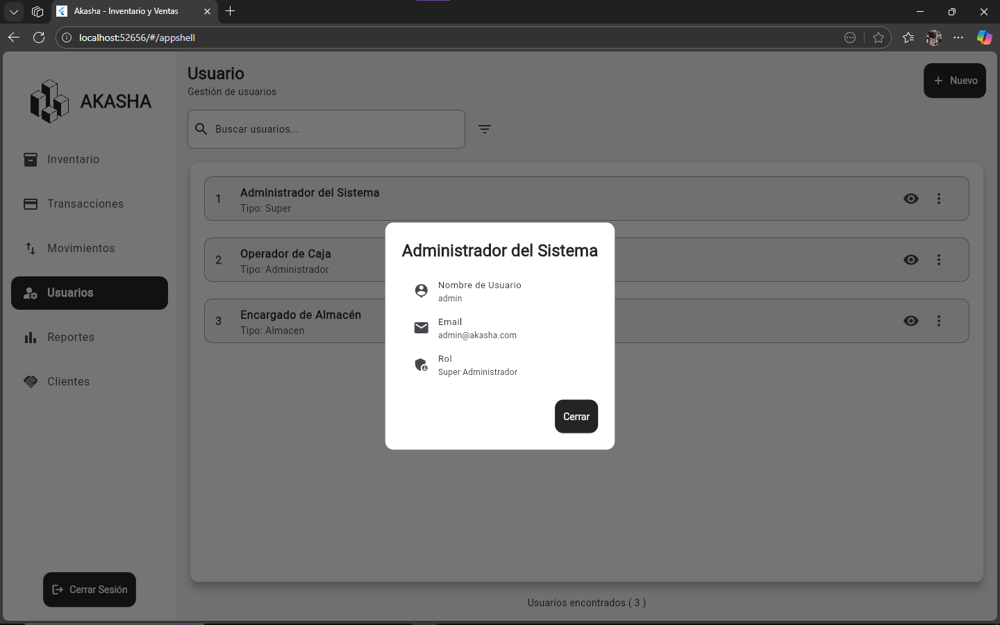 Akasha - Inventario y Ventas
localhost:52656/#/appshell
AKASHA
Inventario
Transacciones
Movimientos
Usuarios
Reportes
Clientes
Cerrar Sesión
Usuario
Gestión de usuarios
Nuevo
Buscar usuarios...
1
Administrador del Sistema
Tipo: Super
2
Operador de Caja
Tipo: Administrador
3
Encargado de Almacén
Tipo: Almacen
Administrador del Sistema
Nombre de Usuario
admin
Email
admin@akasha.com
Rol
Super Administrador
Cerrar
Usuarios encontrados ( 3 )